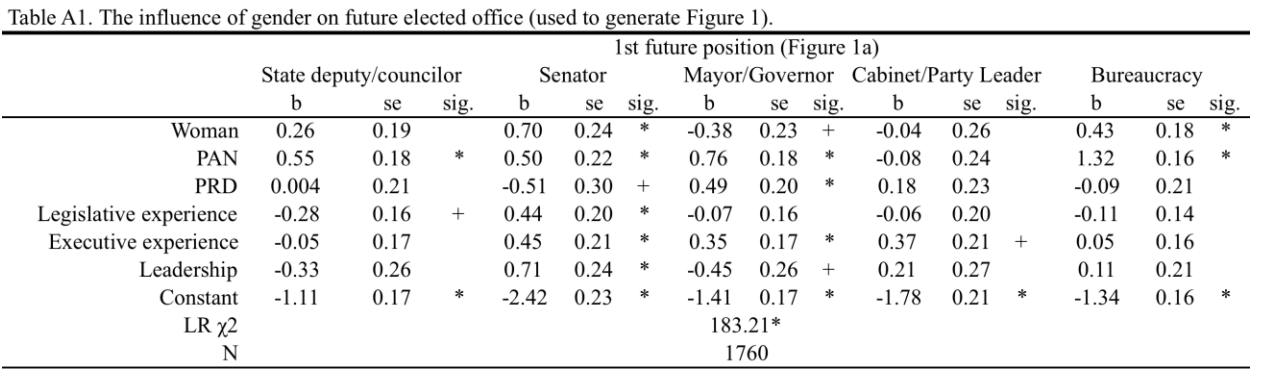 Table A1. The influence of gender on future elected office (used to generate Figure 1).
1st future position (Figure 1a)
State deputy/councilor Senator Mayor/Governor Cabinet/Party Leader Bureaucracy
b se sig. b se sig. b se sig. b se sig. b se sig.
Woman 0.26 0.19 0.70 0.24 * -0.38 0.23 + -0.04 0.26 0.43 0.18 *
PAN 0.55 0.18 * 0.50 0.22 * 0.76 0.18 * -0.08 0.24 1.32 0.16 *
PRD 0.004 0.21 -0.51 0.30 + 0.49 0.20 * 0.18 0.23 -0.09 0.21
Legislative experience -0.28 0.16 + 0.44 0.20 * -0.07 0.16 -0.06 0.20 -0.11 0.14
Executive experience -0.05 0.17 0.45 0.21 * 0.35 0.17 * 0.37 0.21 + 0.05 0.16
Leadership -0.33 0.26 0.71 0.24 * -0.45 0.26 + 0.21 0.27 0.11 0.21
Constant -1.11 0.17 * -2.42 0.23 * -1.41 0.17 * -1.78 0.21 * -1.34 0.16 *
LR χ2 183.21*
N 1760